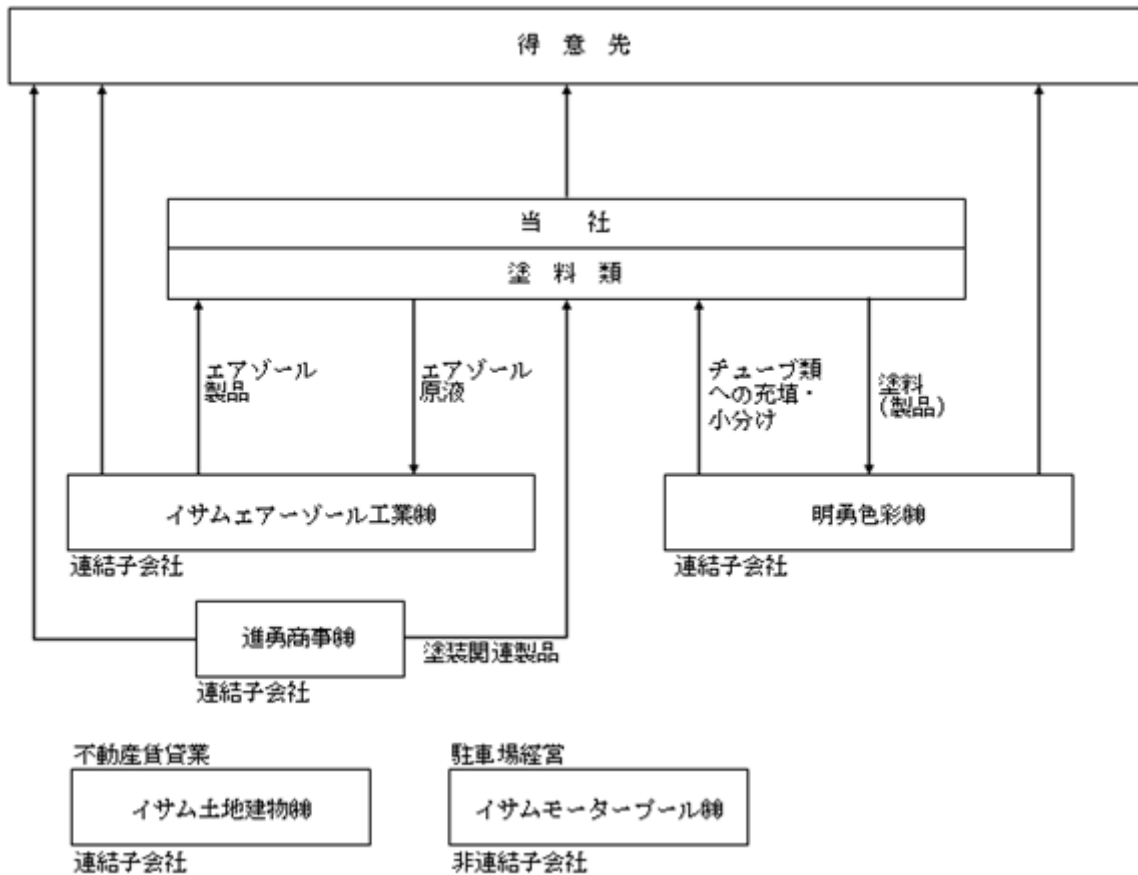 得意先
当社
塗料類
エアゾール
製品
エアゾール
原液
チューブ類
への充填・
小分け
塗料
(製品)
イサムエアーゾール工業㈱
連結子会社
明勇色彩㈱
連結子会社
進勇商事㈱
連結子会社
塗装関連製品
不動産賃貸業
イサム土地建物㈱
連結子会社
駐車場経営
イサムモータープール㈱
非連結子会社